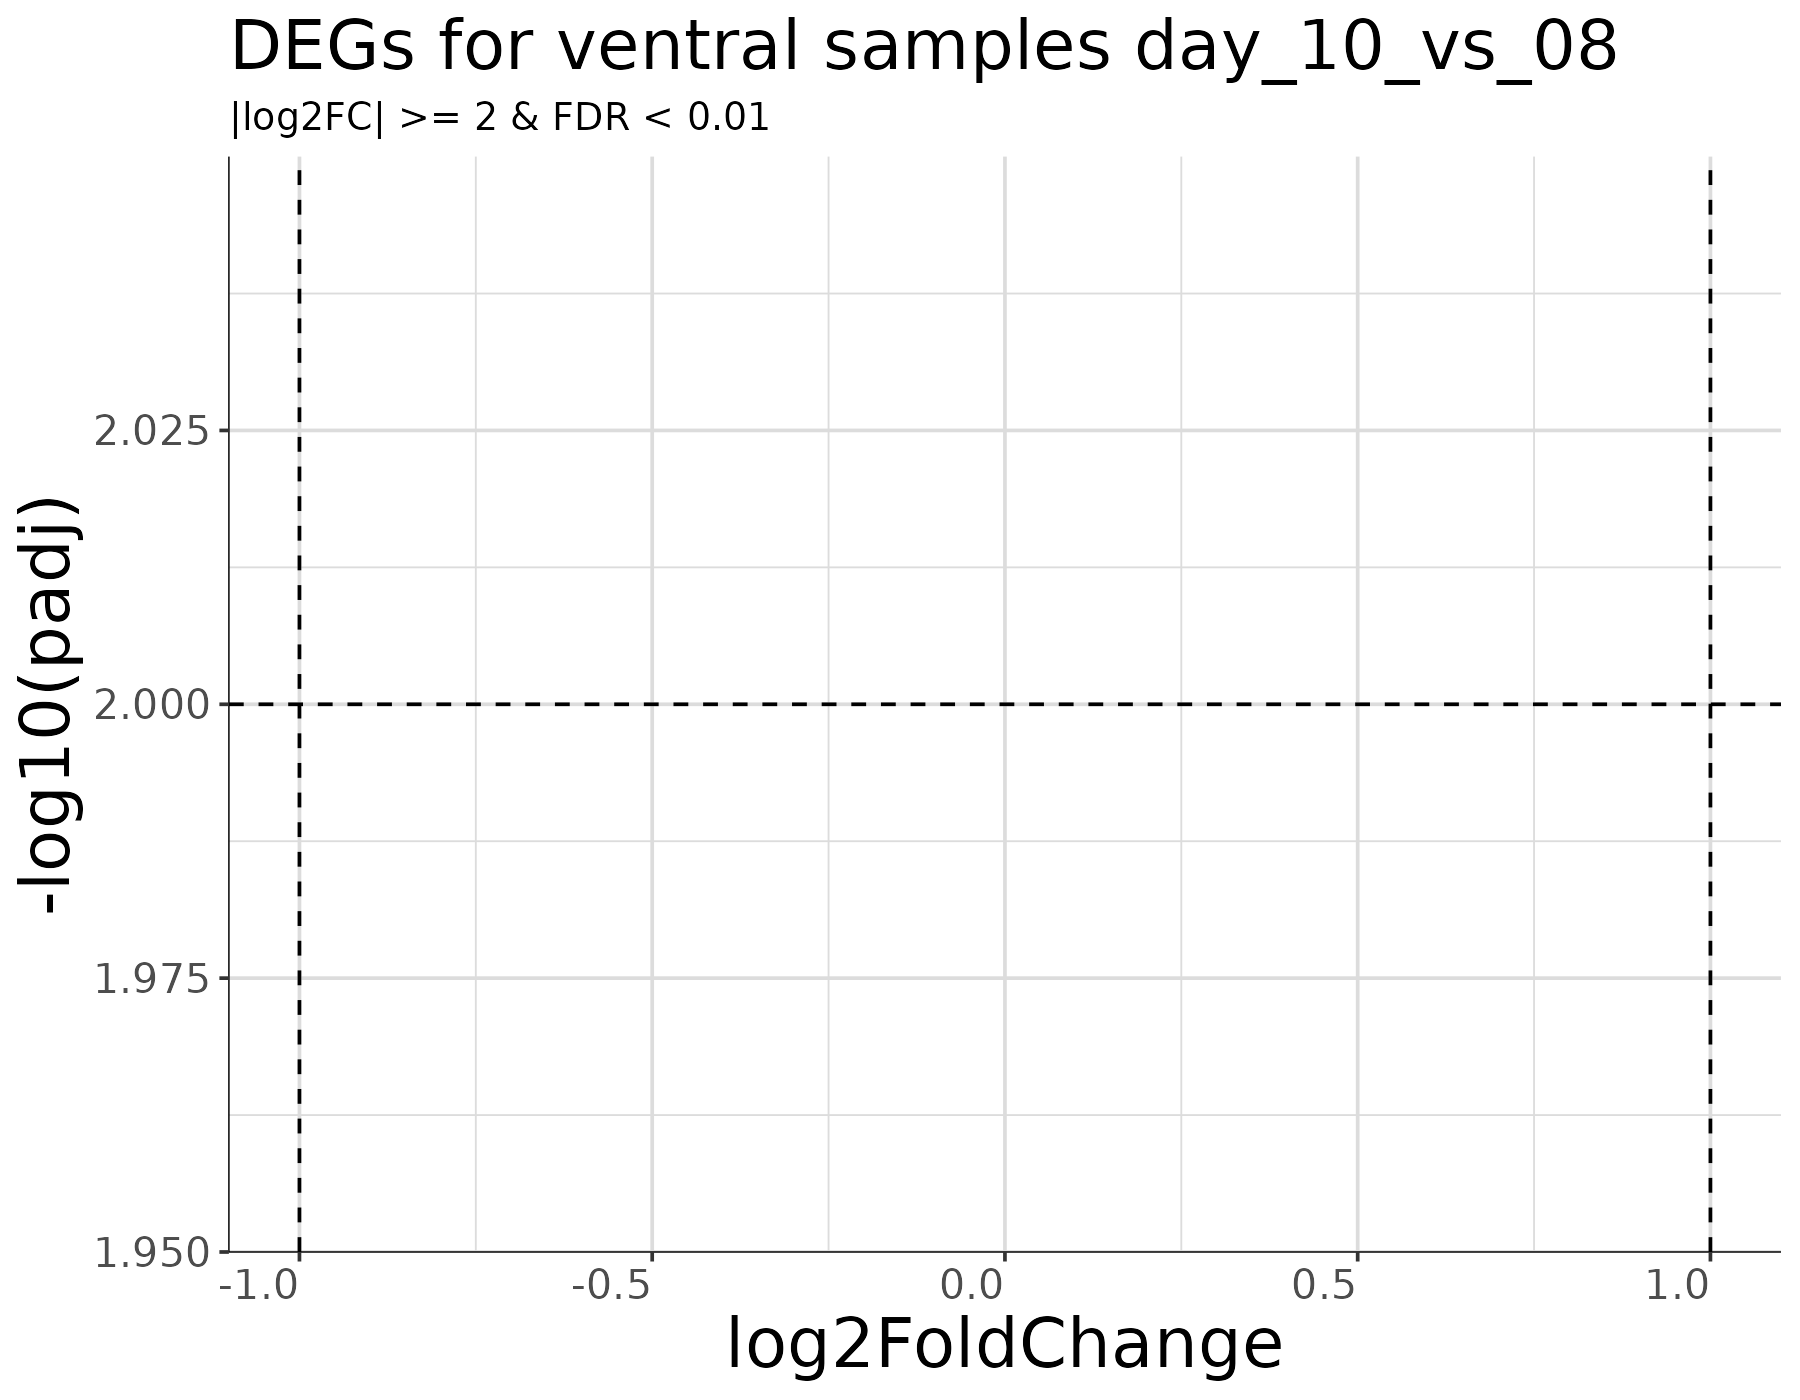 DEGs for ventral samples day_10_vs_08
|log2FC| >= 2 & FDR < 0.01
-log10(padj)
2.025
2.000
1.975
1.950
-1.0 -0.5 0.0 0.5 1.0
log2FoldChange